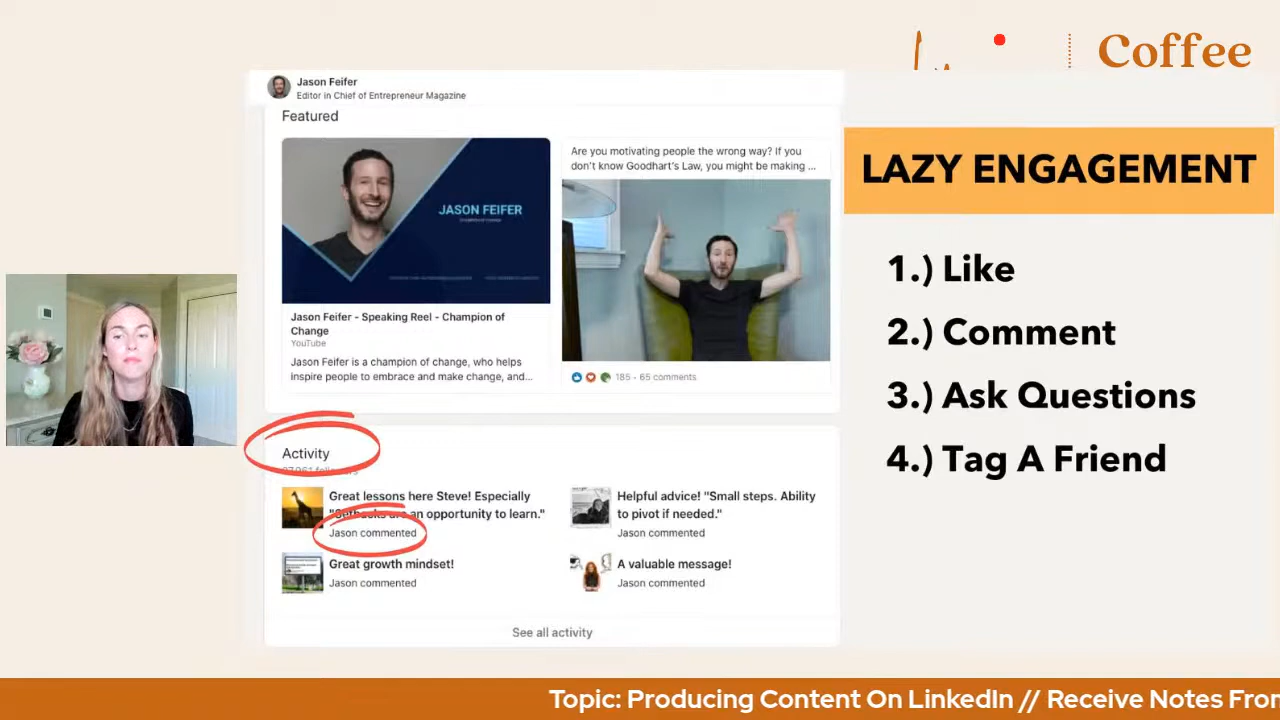 Coffee
Jason Feifer
Editor in Chief of Entrepreneur Magazine
Featured
JASON FEIFER
Jason Feifer - Speaking Reel - Champion of
Change
YouTube
Jason Feifer is a champion of change, who helps
inspire people to embrace and make change, and...
Are you motivating people the wrong way? If you
don't know Goodhart's Law, you might be making ...
185 - 65 comments
Activity
Great lessons here Steve! Especially
"Setbacks are an opportunity to learn."
Jason commented
Helpful advice! "Small steps. Ability
to pivot if needed."
Jason commented
Great growth mindset!
Jason commented
A valuable message!
Jason commented
See all activity
LAZY ENGAGEMENT
1.) Like
2.) Comment
3.) Ask Questions
4.) Tag A Friend
Topic: Producing Content On LinkedIn // Receive Notes From